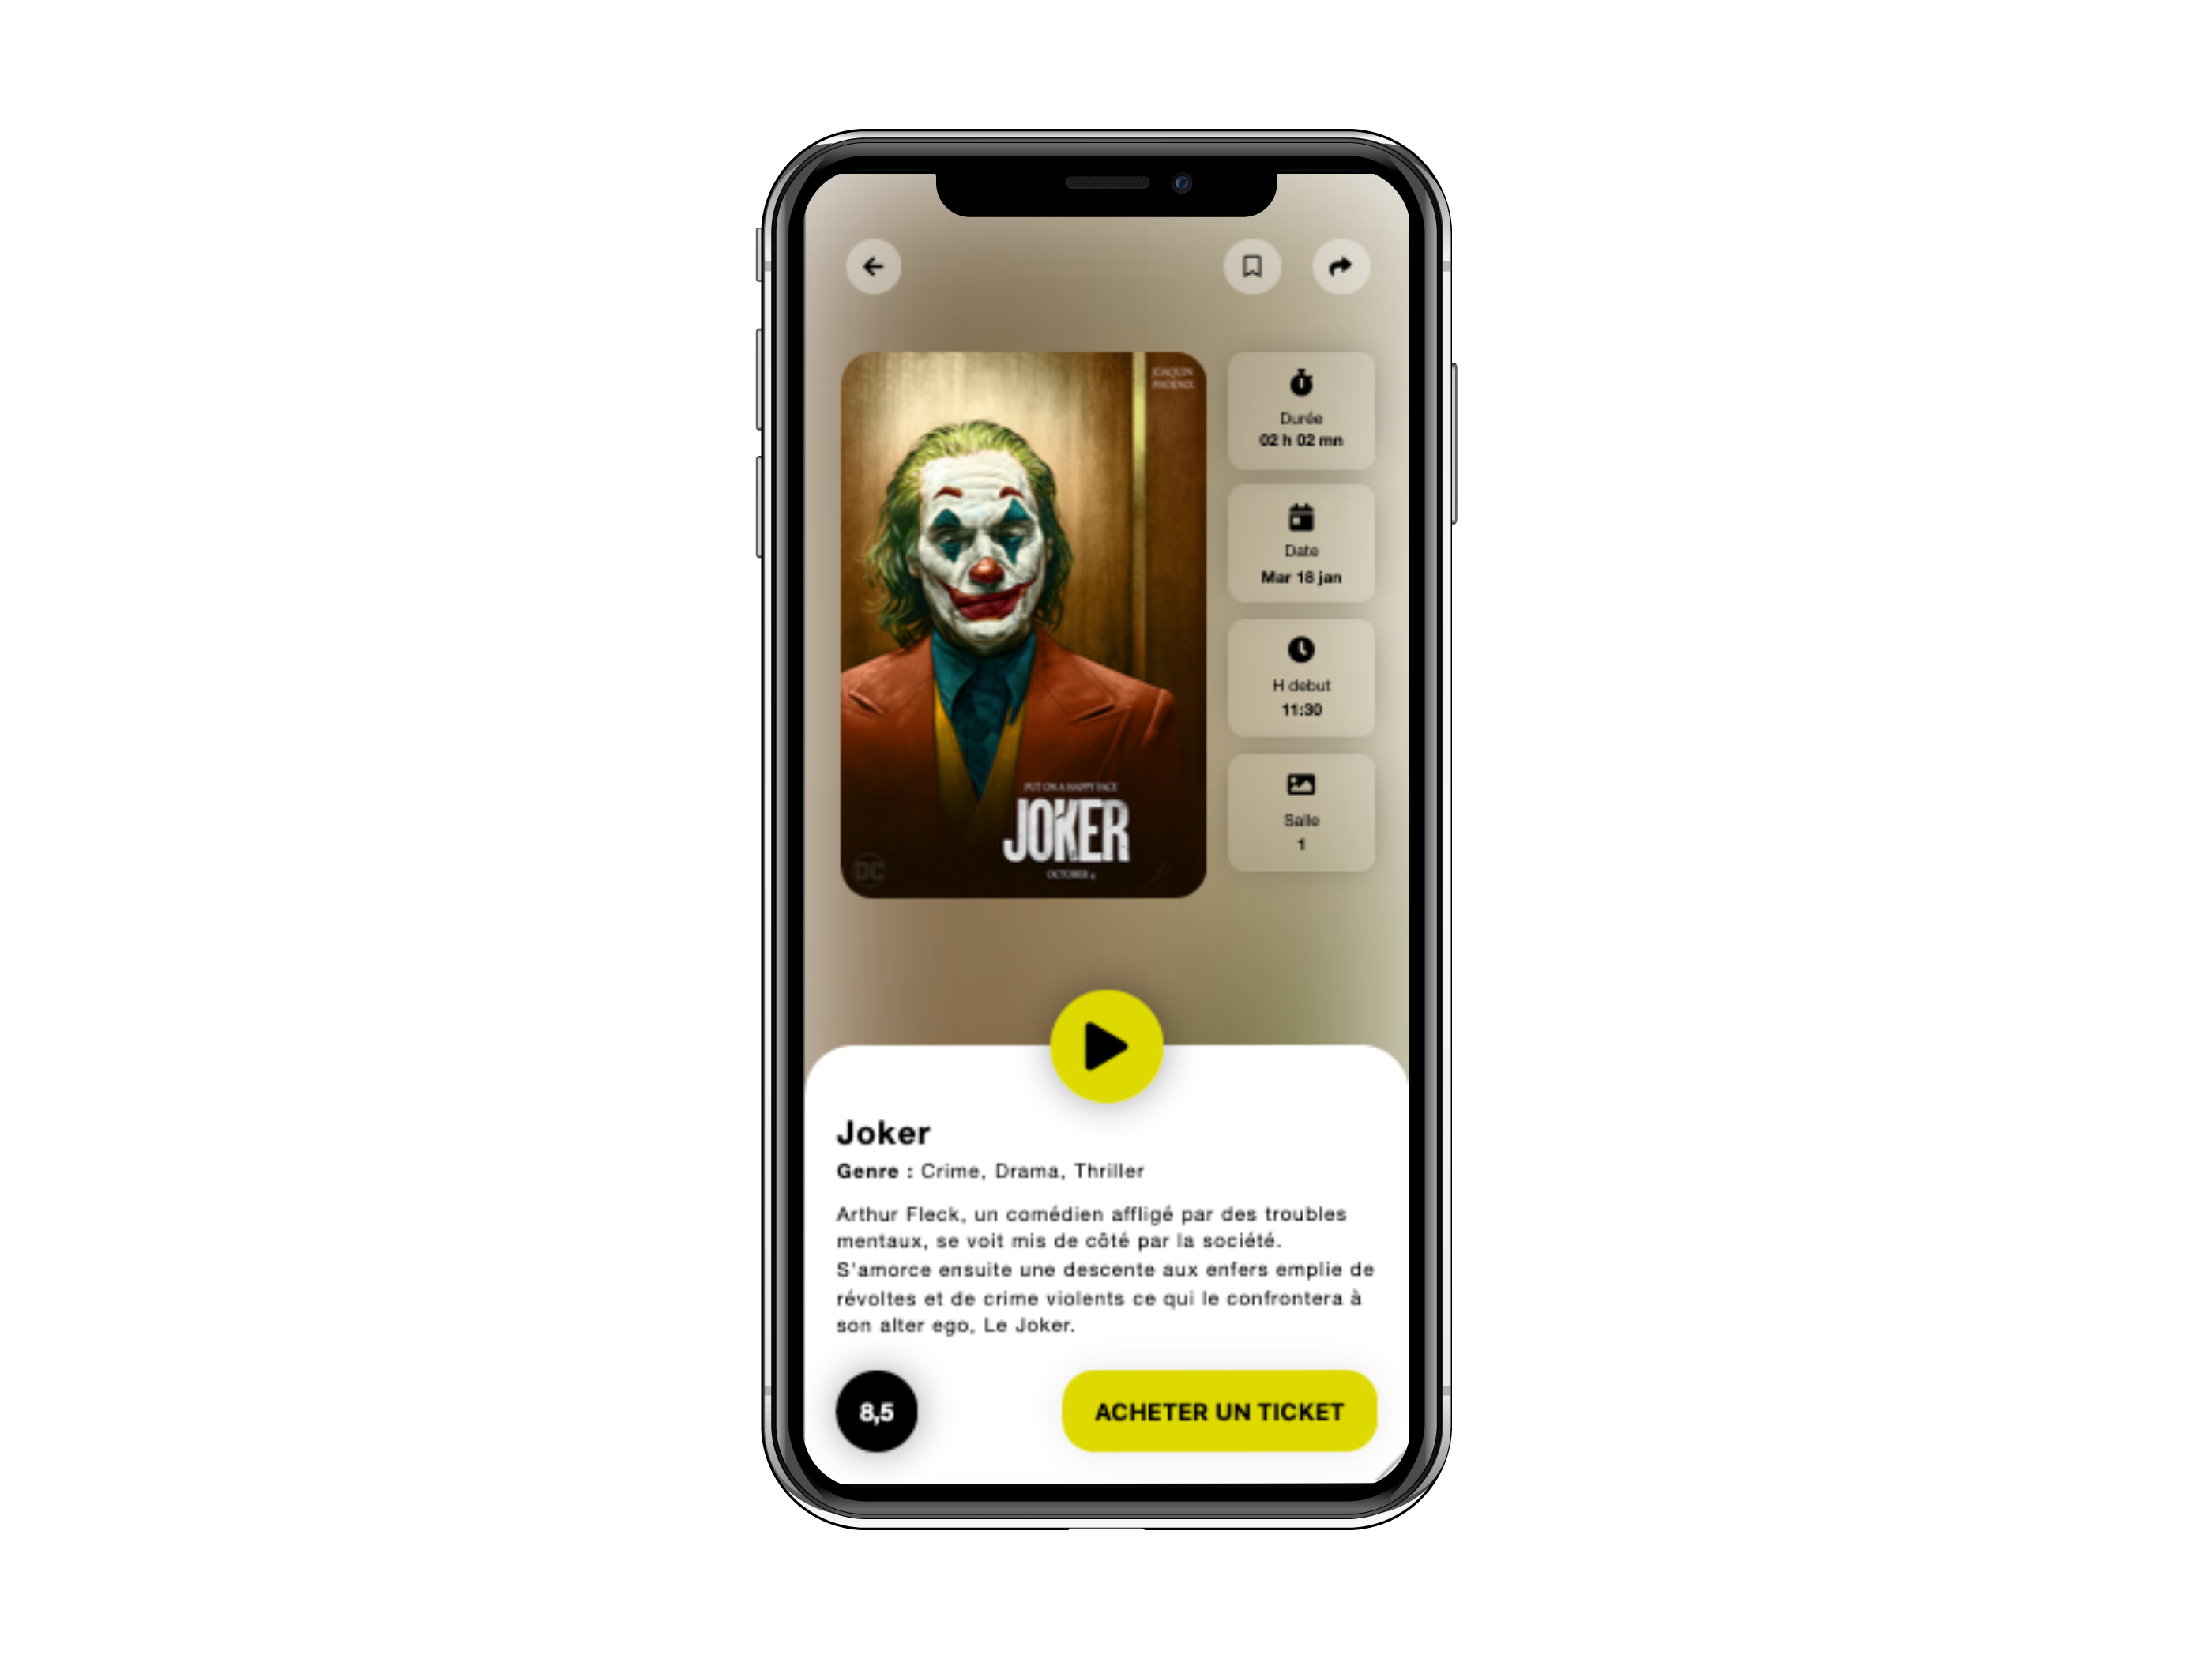 JOAQUIN
PHOENIX
PUT ON A HAPPY FACE
JOKER
OCTOBER 4
DC
Durée
02 h 02 mn
Date
Mar 18 jan
H debut
11:30
Salle
1
Joker
Genre : Crime, Drama, Thriller
Arthur Fleck, un comédien affligé par des troubles
mentaux, se voit mis de côté par la société.
S'amorce ensuite une descente aux enfers emplie de
révoltes et de crime violents ce qui le confrontera à
son alter ego, Le Joker.
8,5
ACHETER UN TICKET